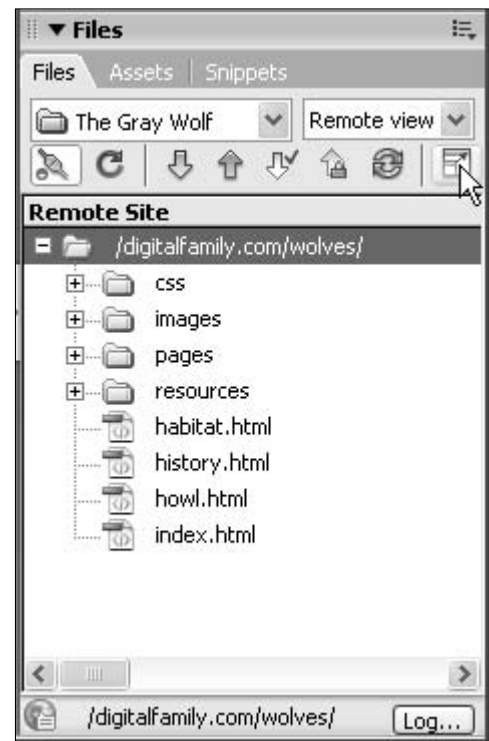 Files
Files Assets Snippets
The Gray Wolf Remote view
Remote Site
/digitalfamily.com/wolves/
css
images
pages
resources
habitat.html
history.html
howl.html
index.html
/digitalfamily.com/wolves/ Log...